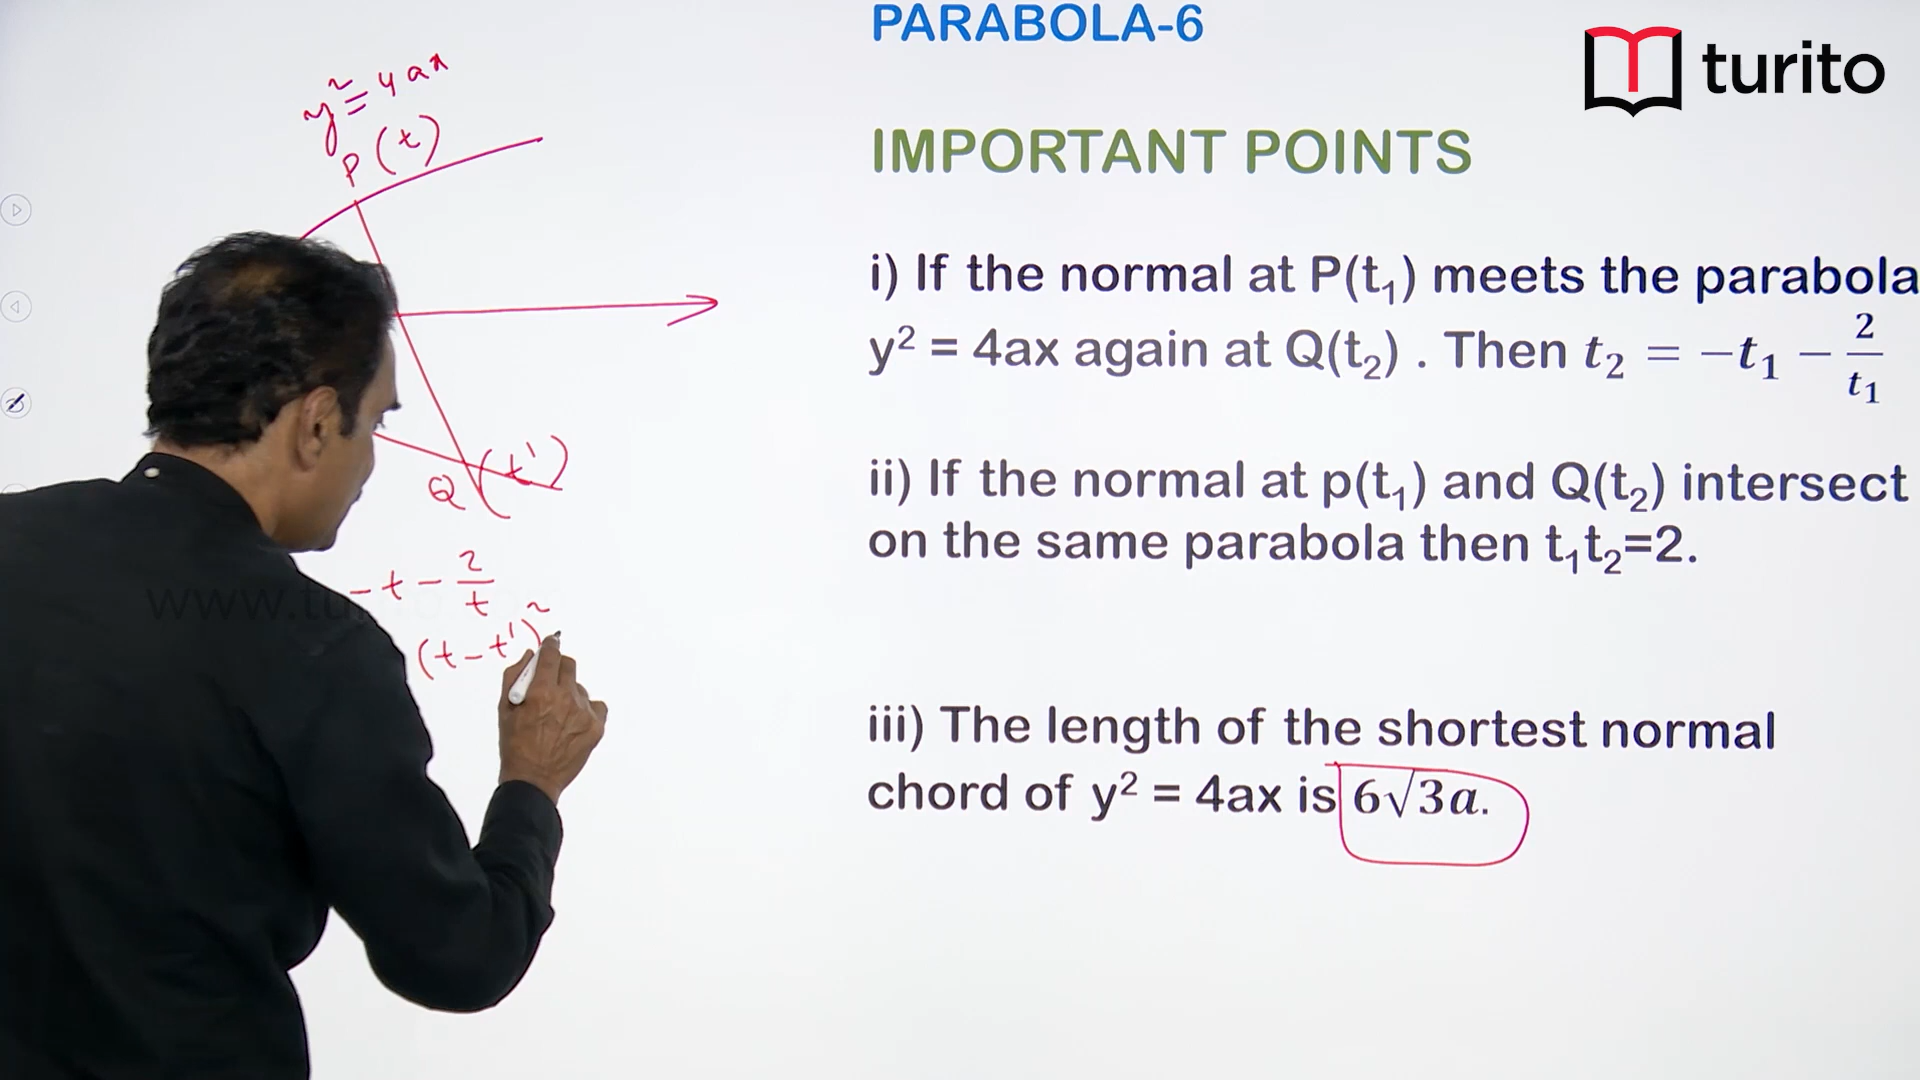 PARABOLA-6
turito
y² = 4ax
P(t)
IMPORTANT POINTS
i) If the normal at P(t₁) meets the parabola
y² = 4ax again at Q(t₂) . Then t₂ = −t₁ − 2/t₁
Q(t')
ii) If the normal at p(t₁) and Q(t₂) intersect
on the same parabola then t₁t₂=2.
-t - 2/t
(t-t')²
iii) The length of the shortest normal
chord of y² = 4ax is 6√3a.